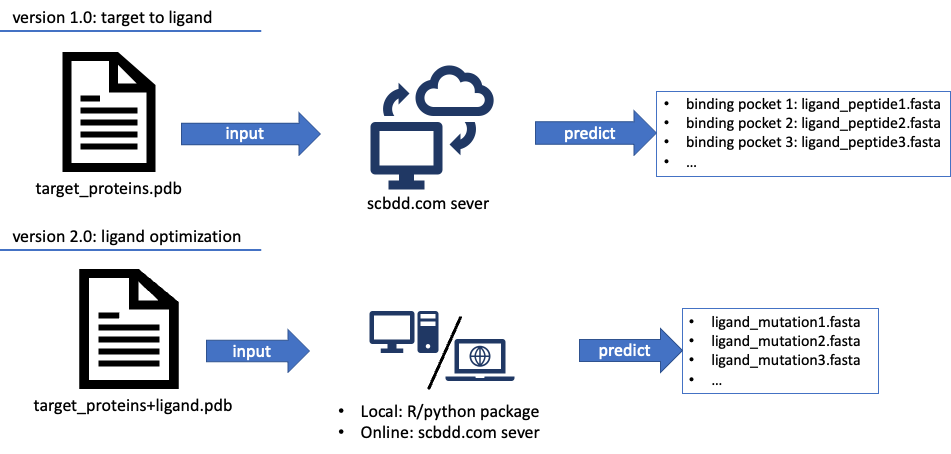 version 1.0: target to ligand
input
predict
• binding pocket 1: ligand_peptide1.fasta
• binding pocket 2: ligand_peptide2.fasta
• binding pocket 3: ligand_peptide3.fasta
• ...
target_proteins.pdb
scbdd.com sever
version 2.0: ligand optimization
input
predict
• ligand_mutation1.fasta
• ligand_mutation2.fasta
• ligand_mutation3.fasta
• ...
target_proteins+ligand.pdb
• Local: R/python package
• Online: scbdd.com sever